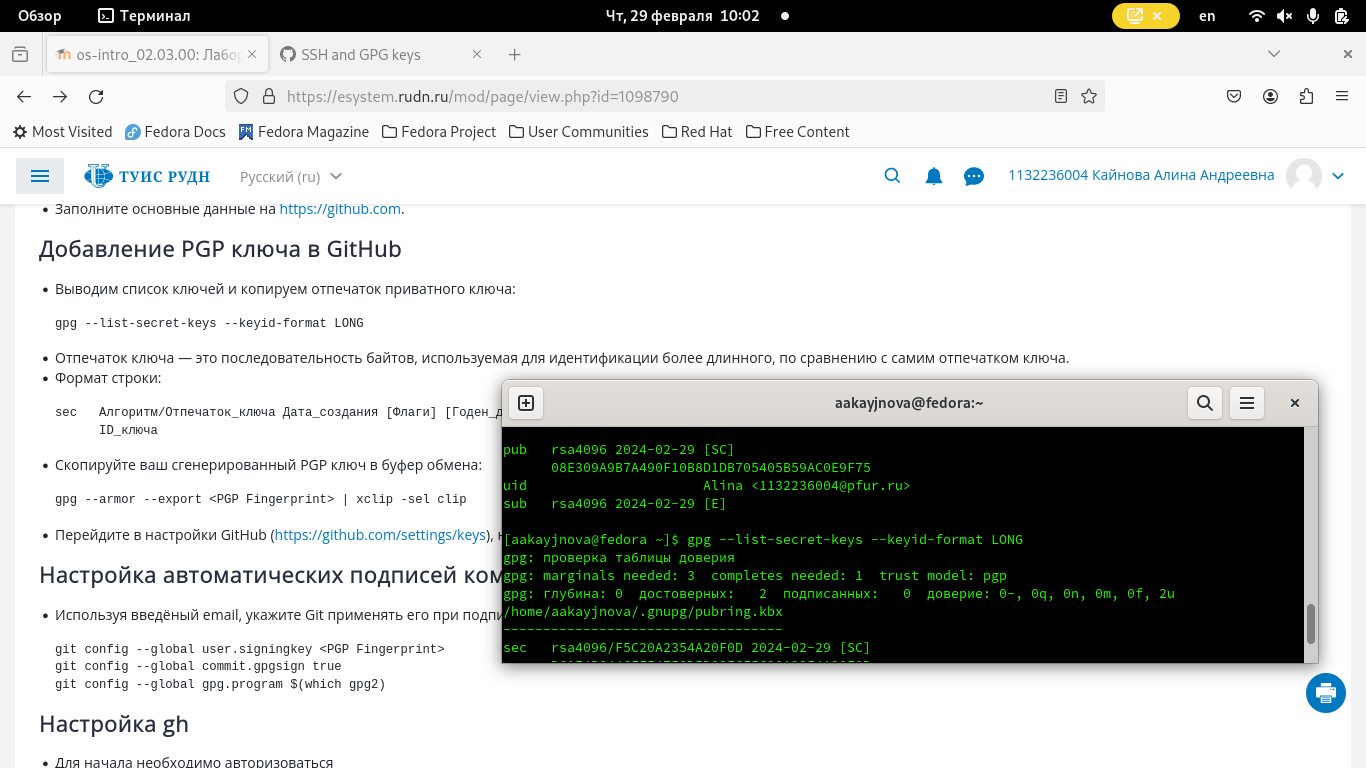 Обзор Терминал Чт, 29 февраля 10:02 en
os-intro_02.03.00: Лабор SSH and GPG keys
https://esystem.rudn.ru/mod/page/view.php?id=1098790
Most Visited Fedora Docs Fedora Magazine Fedora Project User Communities Red Hat Free Content
ТУИС РУДН Русский (ru) 1132236004 Кайнова Алина Андреевна
• Заполните основные данные на https://github.com.
Добавление PGP ключа в GitHub
• Выводим список ключей и копируем отпечаток приватного ключа:
gpg --list-secret-keys --keyid-format LONG
• Отпечаток ключа — это последовательность байтов, используемая для идентификации более длинного, по сравнению с самим отпечатком ключа.
• Формат строки:
sec Алгоритм/Отпечаток_ключа Дата_создания [Флаги] [Годен_д
ID_ключа
• Скопируйте ваш сгенерированный PGP ключ в буфер обмена:
gpg --armor --export <PGP Fingerprint> | xclip -sel clip
• Перейдите в настройки GitHub (https://github.com/settings/keys),
Настройка автоматических подписей ком
• Используя введёный email, укажите Git применять его при подпи
git config --global user.signingkey <PGP Fingerprint>
git config --global commit.gpgsign true
git config --global gpg.program $(which gpg2)
Настройка gh
• Для начала необходимо авторизоваться
aakayjnova@fedora:~
pub rsa4096 2024-02-29 [SC]
08E309A9B7A490F10B8D1DB705405B59AC0E9F75
uid Alina <1132236004@pfur.ru>
sub rsa4096 2024-02-29 [E]
[aakayjnova@fedora ~]$ gpg --list-secret-keys --keyid-format LONG
gpg: проверка таблицы доверия
gpg: marginals needed: 3 completes needed: 1 trust model: pgp
gpg: глубина: 0 достоверных: 2 подписанных: 0 доверие: 0-, 0q, 0n, 0m, 0f, 2u
/home/aakayjnova/.gnupg/pubring.kbx
-----------------------------------
sec rsa4096/F5C20A2354A20F0D 2024-02-29 [SC]